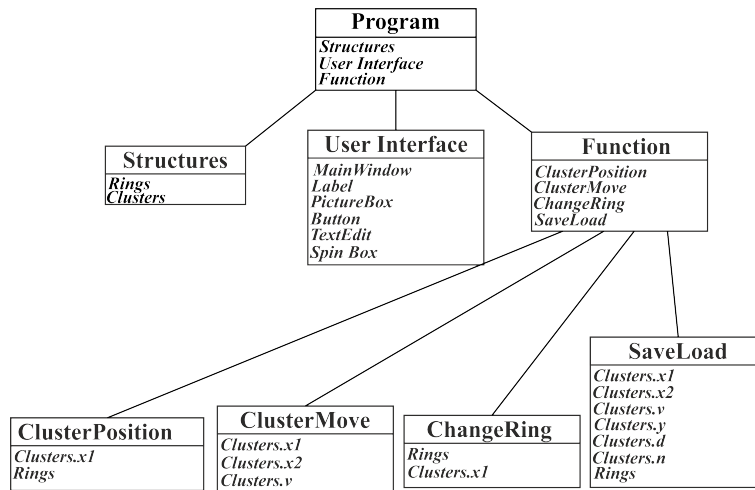 Program
Structures
User Interface
Function
Structures
Rings
Clusters
User Interface
MainWindow
Label
PictureBox
Button
TextEdit
Spin Box
Function
ClusterPosition
ClusterMove
ChangeRing
SaveLoad
ClusterPosition
Clusters.x1
Rings
ClusterMove
Clusters.x1
Clusters.x2
Clusters.v
ChangeRing
Rings
Clusters.x1
SaveLoad
Clusters.x1
Clusters.x2
Clusters.v
Clusters.y
Clusters.d
Clusters.n
Rings